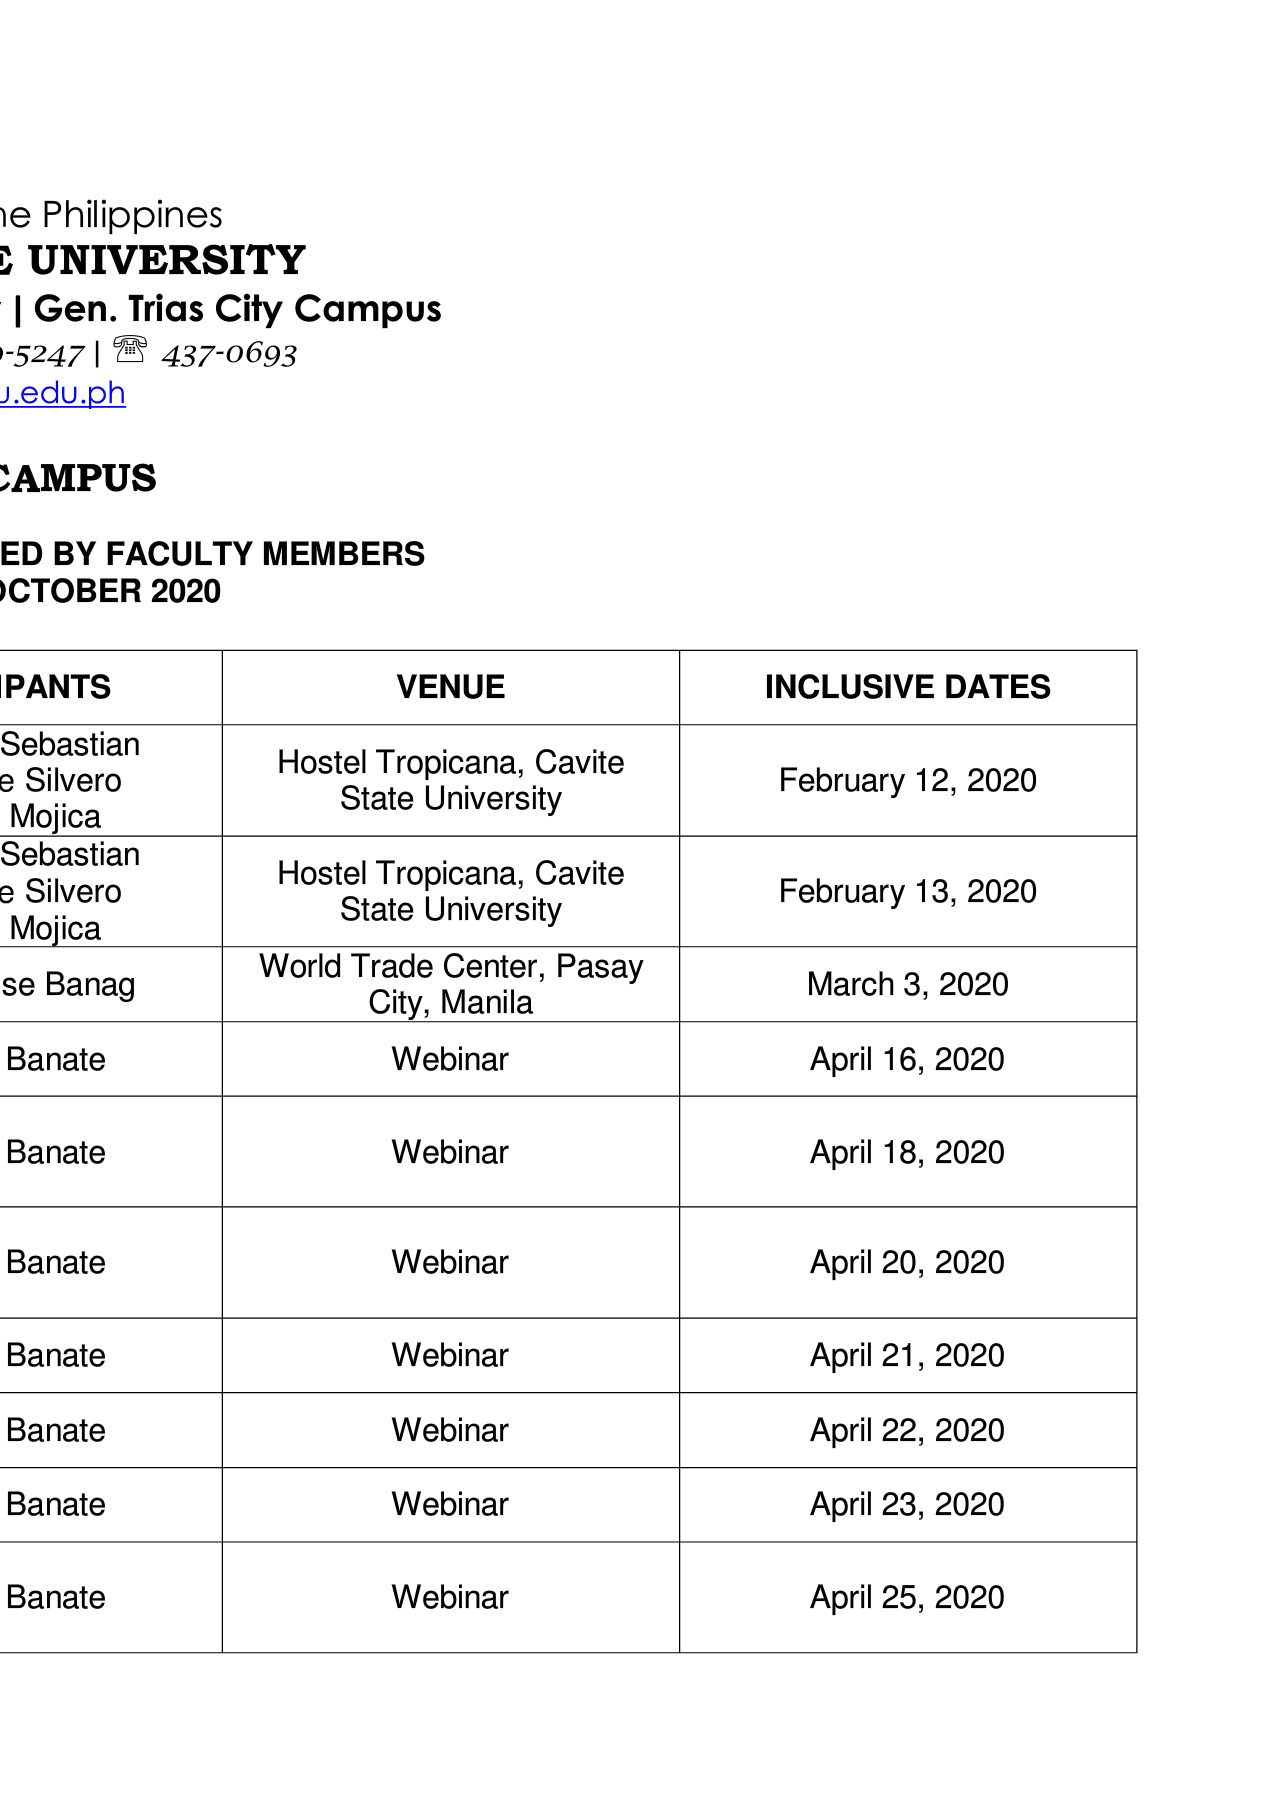 he Philippines
E UNIVERSITY
| Gen. Trias City Campus
-5247 | ☏ 437-0693
u.edu.ph
CAMPUS
ED BY FACULTY MEMBERS
OCTOBER 2020
IPANTS VENUE INCLUSIVE DATES
Sebastian
e Silvero
Mojica
Hostel Tropicana, Cavite
State University
February 12, 2020
Sebastian
e Silvero
Mojica
Hostel Tropicana, Cavite
State University
February 13, 2020
se Banag
World Trade Center, Pasay
City, Manila
March 3, 2020
Banate Webinar April 16, 2020
Banate Webinar April 18, 2020
Banate Webinar April 20, 2020
Banate Webinar April 21, 2020
Banate Webinar April 22, 2020
Banate Webinar April 23, 2020
Banate Webinar April 25, 2020